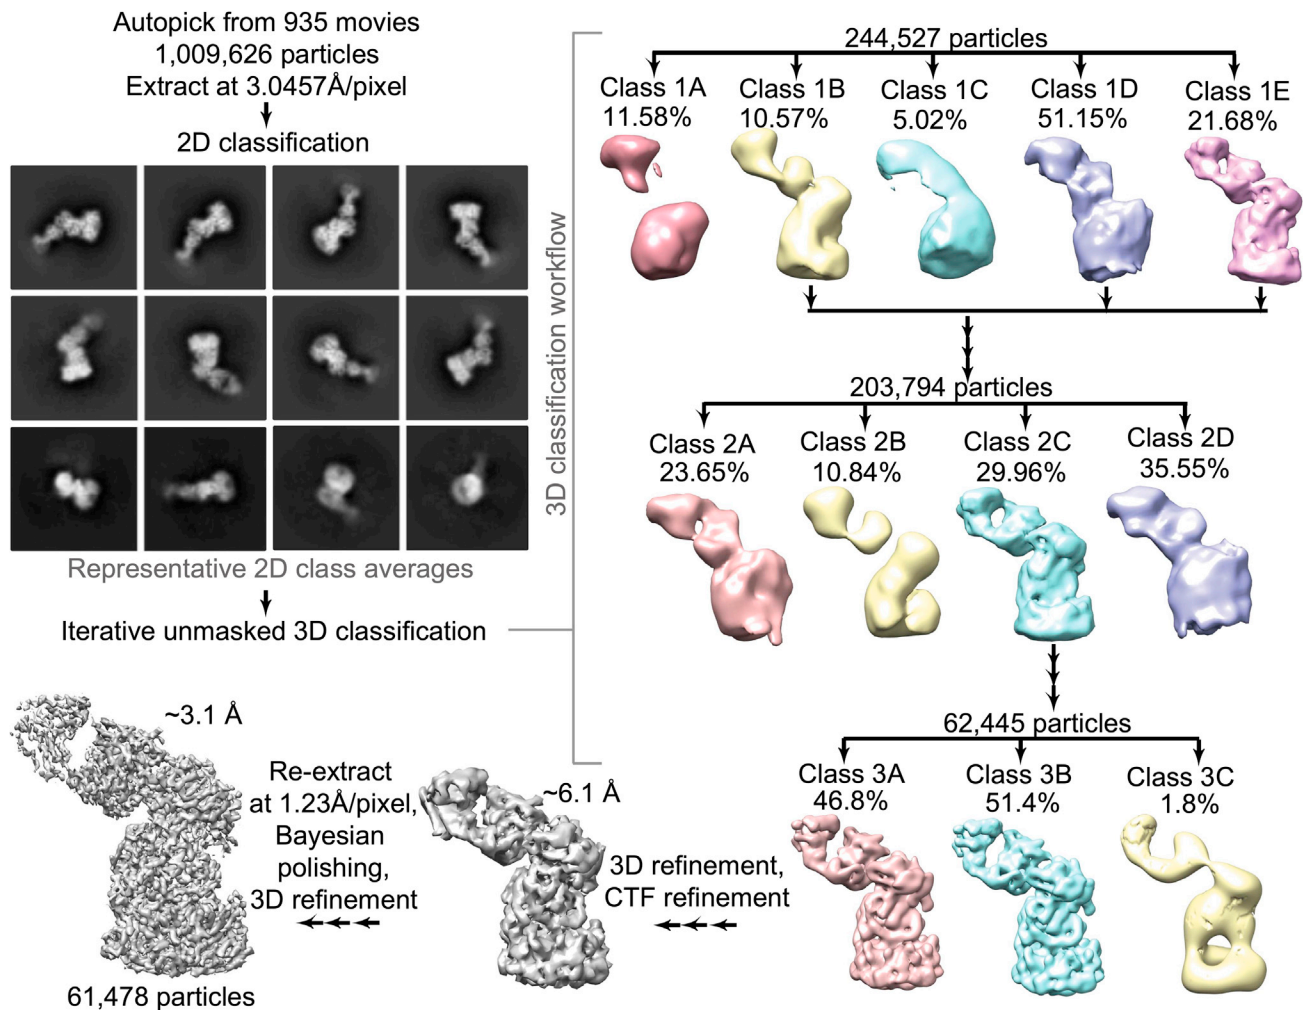 Autopick from 935 movies
1,009,626 particles
Extract at 3.0457Å/pixel
2D classification
Representative 2D class averages
Iterative unmasked 3D classification
3D classification workflow
244,527 particles
Class 1A
11.58%
Class 1B
10.57%
Class 1C
5.02%
Class 1D
51.15%
Class 1E
21.68%
203,794 particles
Class 2A
23.65%
Class 2B
10.84%
Class 2C
29.96%
Class 2D
35.55%
62,445 particles
Class 3A
46.8%
Class 3B
51.4%
Class 3C
1.8%
3D refinement,
CTF refinement
~6.1 Å
Re-extract
at 1.23Å/pixel,
Bayesian
polishing,
3D refinement
~3.1 Å
61,478 particles